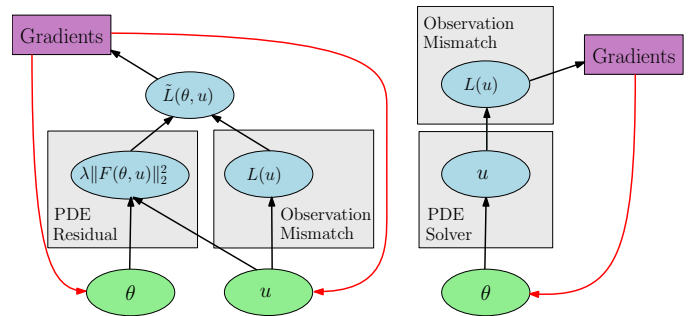 Gradients
L̃(θ, u)
λ‖F(θ, u)‖₂²
L(u)
PDE
Residual
Observation
Mismatch
θ
u
Observation
Mismatch
L(u)
Gradients
u
PDE
Solver
θ